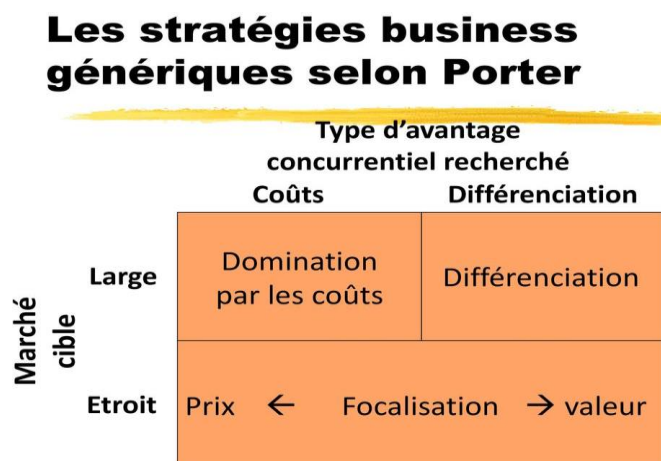 Les stratégies business
génériques selon Porter
Type d’avantage
concurrentiel recherché
Coûts Différenciation
Marché
cible
Large
Domination
par les coûts
Différenciation
Etroit
Prix ← Focalisation → valeur